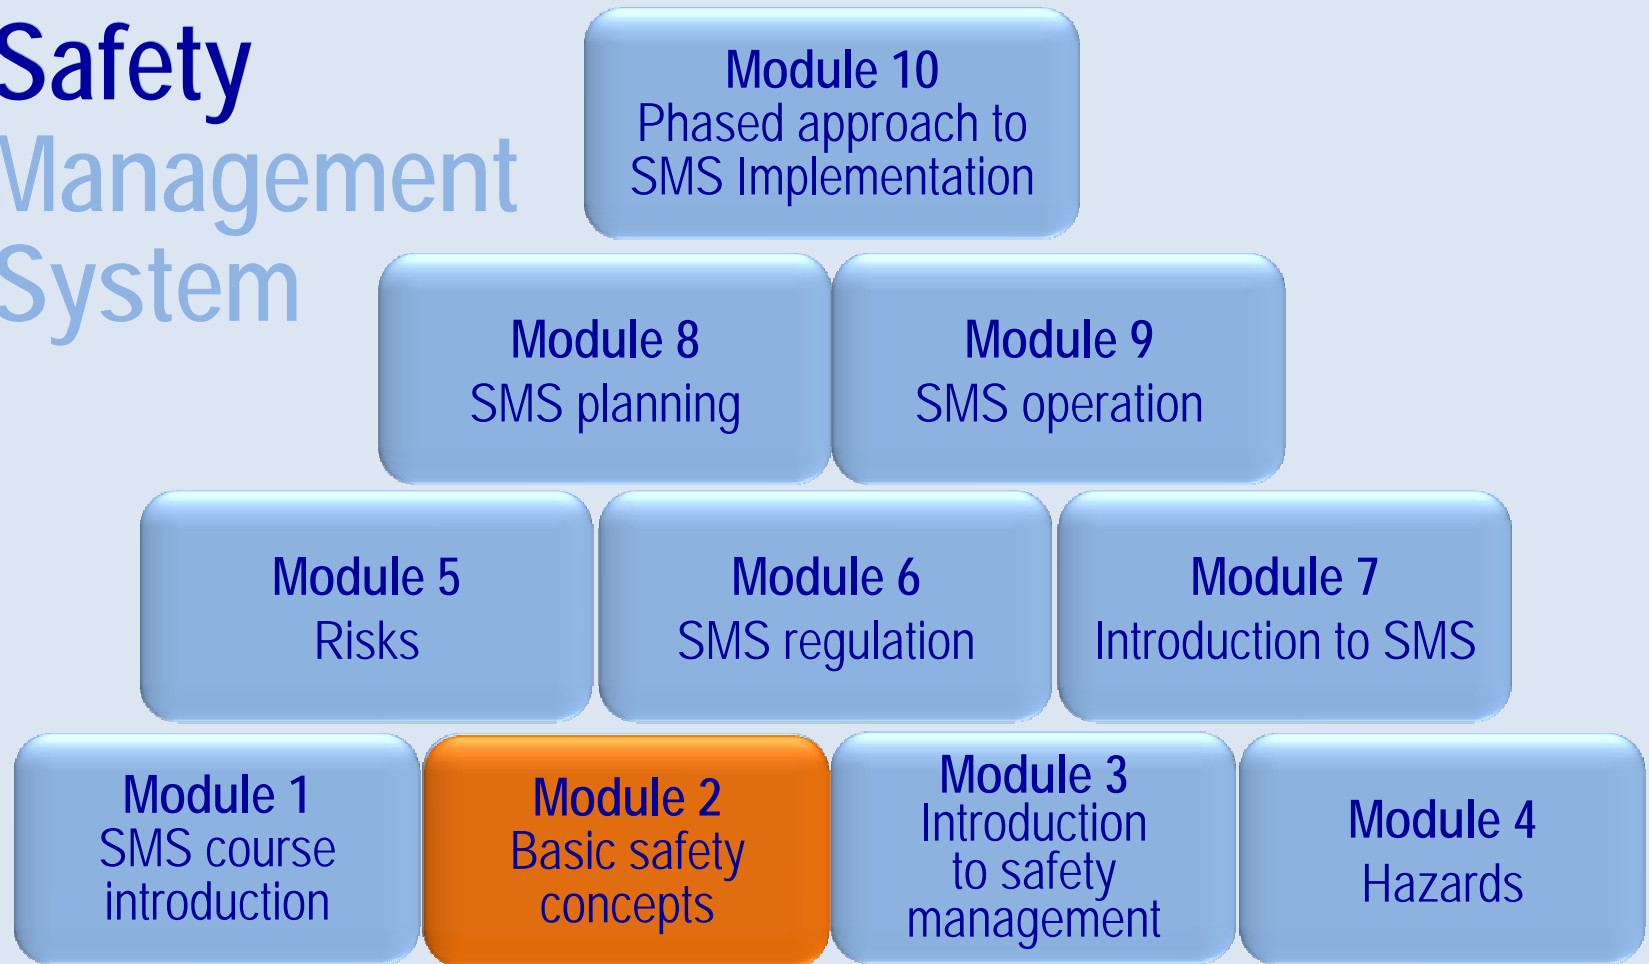 Safety
Management
System
Module 10
Phased approach to
SMS Implementation
Module 8
SMS planning
Module 9
SMS operation
Module 5
Risks
Module 6
SMS regulation
Module 7
Introduction to SMS
Module 1
SMS course
introduction
Module 2
Basic safety
concepts
Module 3
Introduction
to safety
management
Module 4
Hazards